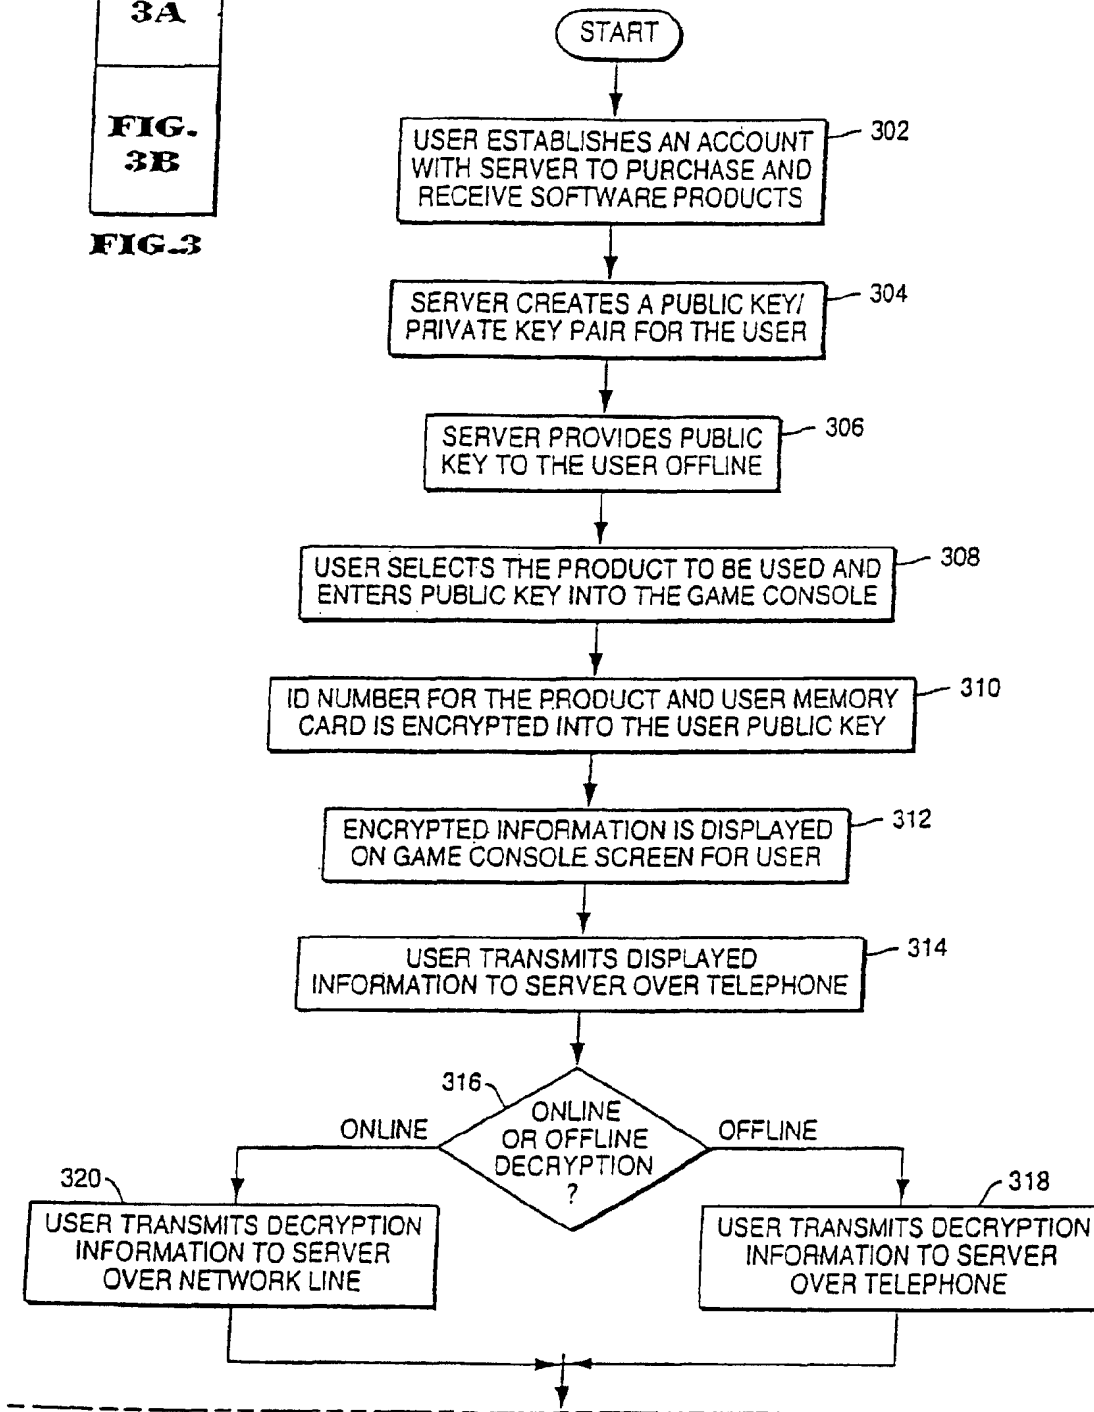 3A
FIG.
3B
FIG.3
START
302
USER ESTABLISHES AN ACCOUNT
WITH SERVER TO PURCHASE AND
RECEIVE SOFTWARE PRODUCTS
304
SERVER CREATES A PUBLIC KEY/
PRIVATE KEY PAIR FOR THE USER
306
SERVER PROVIDES PUBLIC
KEY TO THE USER OFFLINE
308
USER SELECTS THE PRODUCT TO BE USED AND
ENTERS PUBLIC KEY INTO THE GAME CONSOLE
310
ID NUMBER FOR THE PRODUCT AND USER MEMORY
CARD IS ENCRYPTED INTO THE USER PUBLIC KEY
312
ENCRYPTED INFORMATION IS DISPLAYED
ON GAME CONSOLE SCREEN FOR USER
314
USER TRANSMITS DISPLAYED
INFORMATION TO SERVER OVER TELEPHONE
316
ONLINE
OR OFFLINE
DECRYPTION
?
ONLINE
OFFLINE
320
USER TRANSMITS DECRYPTION
INFORMATION TO SERVER
OVER NETWORK LINE
318
USER TRANSMITS DECRYPTION
INFORMATION TO SERVER
OVER TELEPHONE